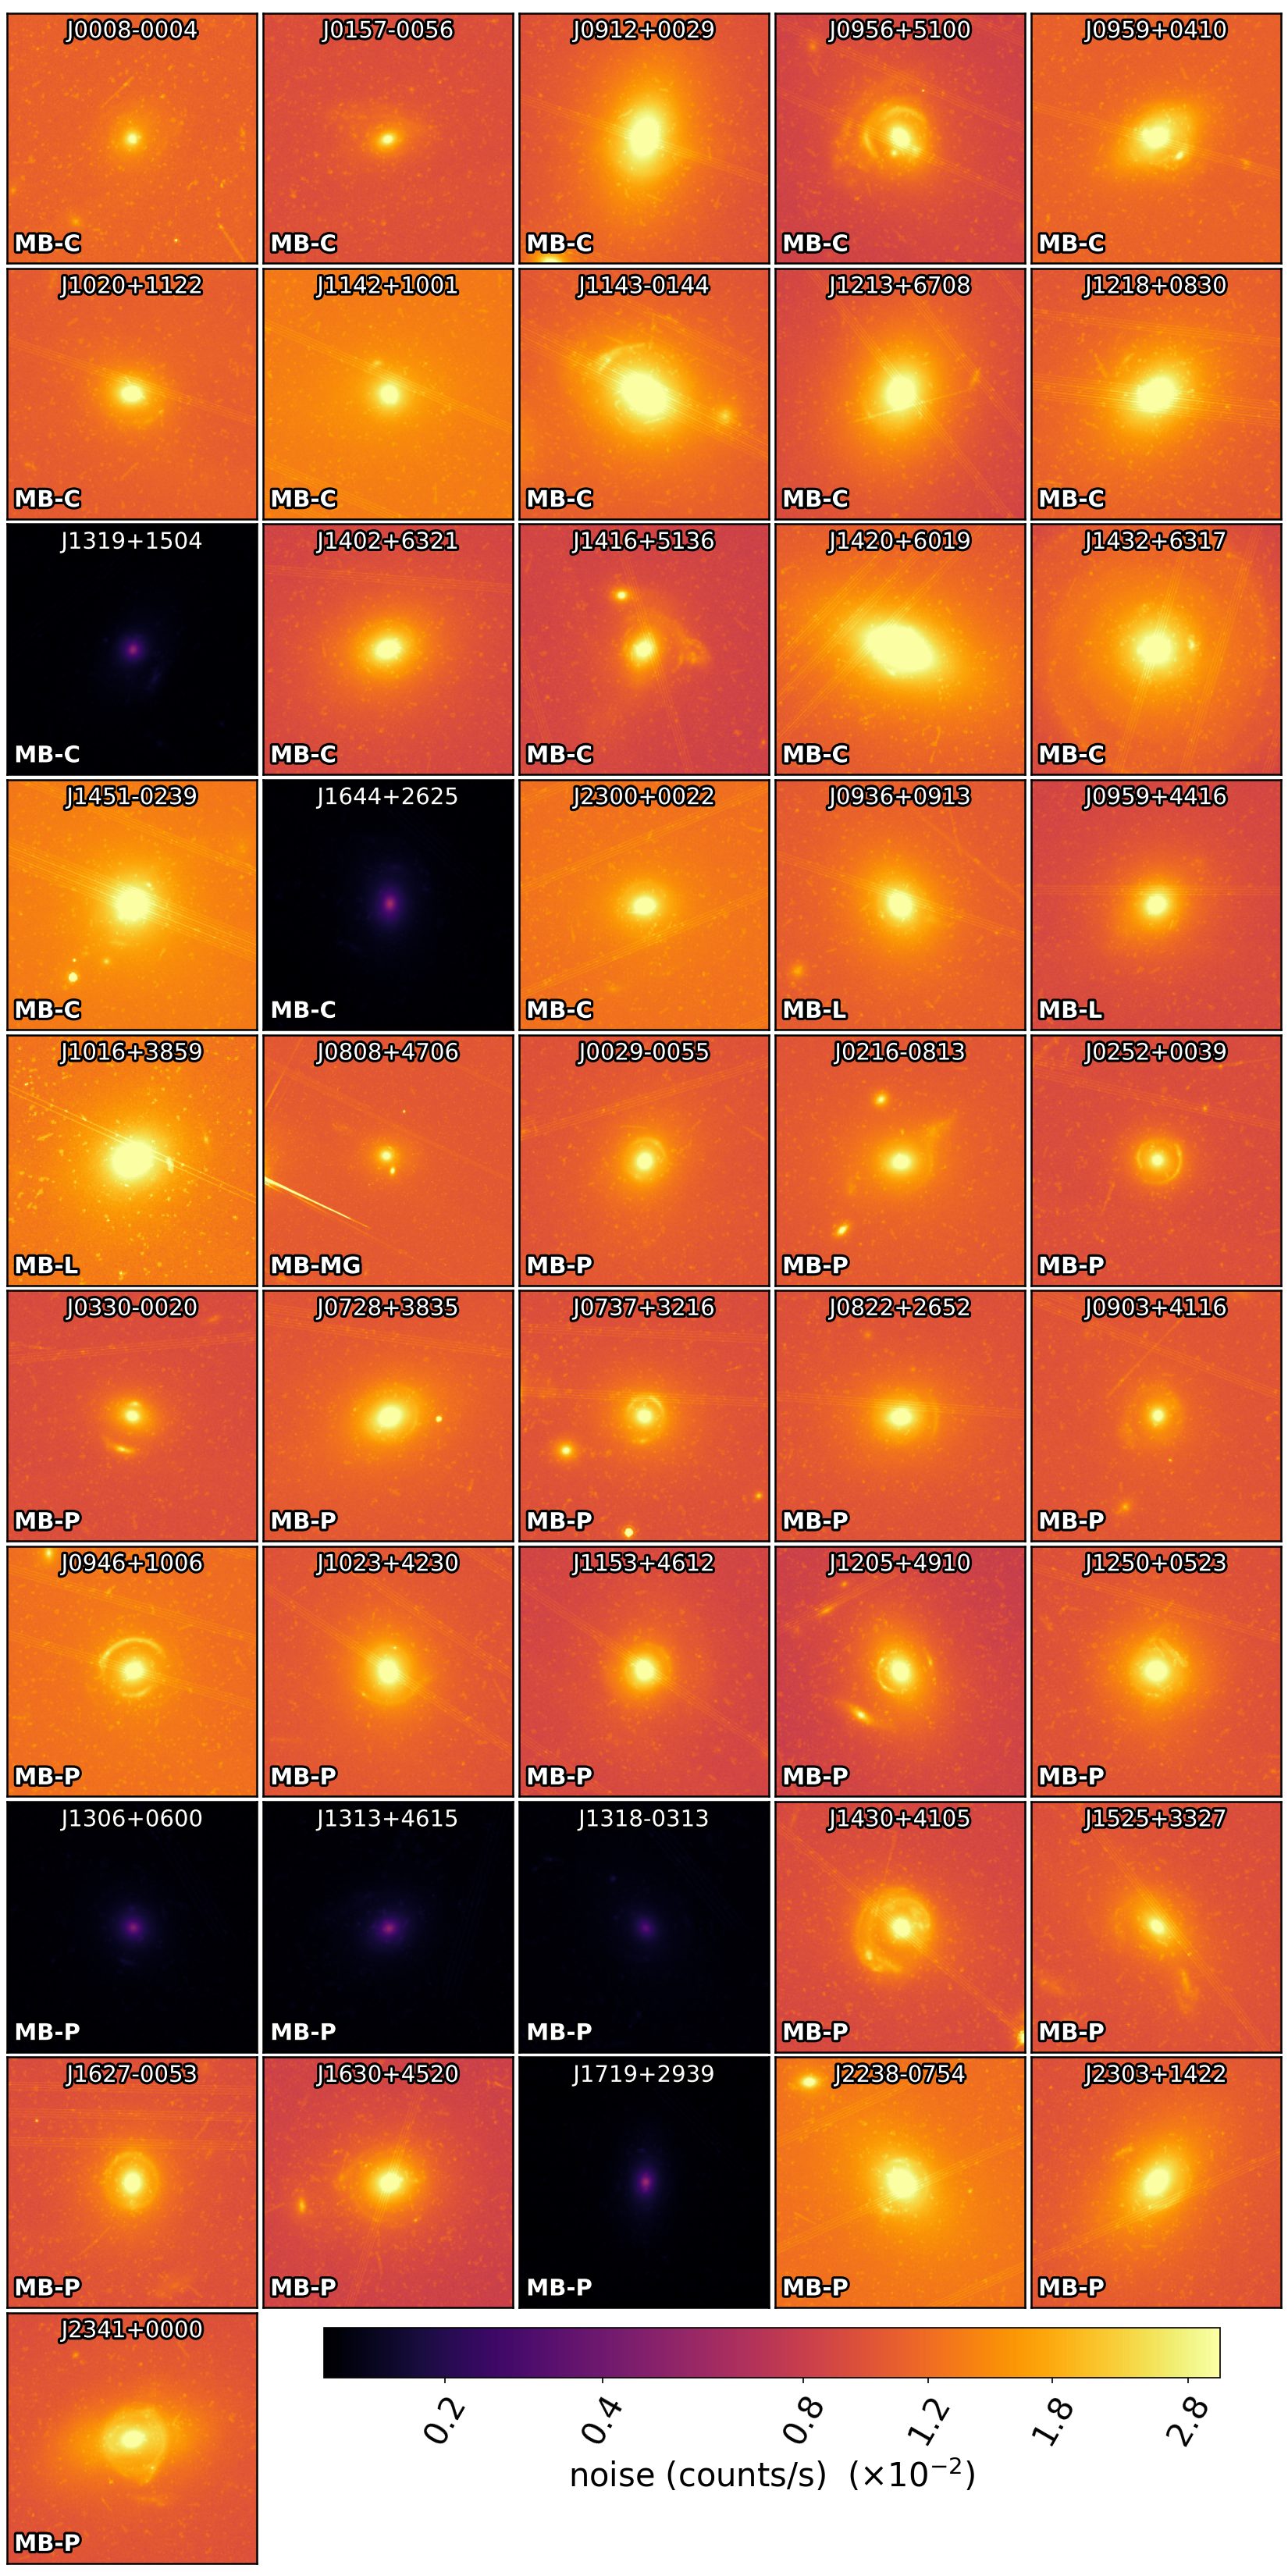 J0008-0004 J0157-0056 J0912+0029 J0956+5100 J0959+0410
MB-C MB-C MB-C MB-C MB-C
J1020+1122 J1142+1001 J1143-0144 J1213+6708 J1218+0830
MB-C MB-C MB-C MB-C MB-C
J1319+1504 J1402+6321 J1416+5136 J1420+6019 J1432+6317
MB-C MB-C MB-C MB-C MB-C
J1451-0239 J1644+2625 J2300+0022 J0936+0913 J0959+4416
MB-C MB-C MB-C MB-L MB-L
J1016+3859 J0808+4706 J0029-0055 J0216-0813 J0252+0039
MB-L MB-MG MB-P MB-P MB-P
J0330-0020 J0728+3835 J0737+3216 J0822+2652 J0903+4116
MB-P MB-P MB-P MB-P MB-P
J0946+1006 J1023+4230 J1153+4612 J1205+4910 J1250+0523
MB-P MB-P MB-P MB-P MB-P
J1306+0600 J1313+4615 J1318-0313 J1430+4105 J1525+3327
MB-P MB-P MB-P MB-P MB-P
J1627-0053 J1630+4520 J1719+2939 J2238-0754 J2303+1422
MB-P MB-P MB-P MB-P MB-P
J2341+0000
0.2 0.4 0.8 1.2 1.8 2.8
noise (counts/s) (×10⁻²)
MB-P